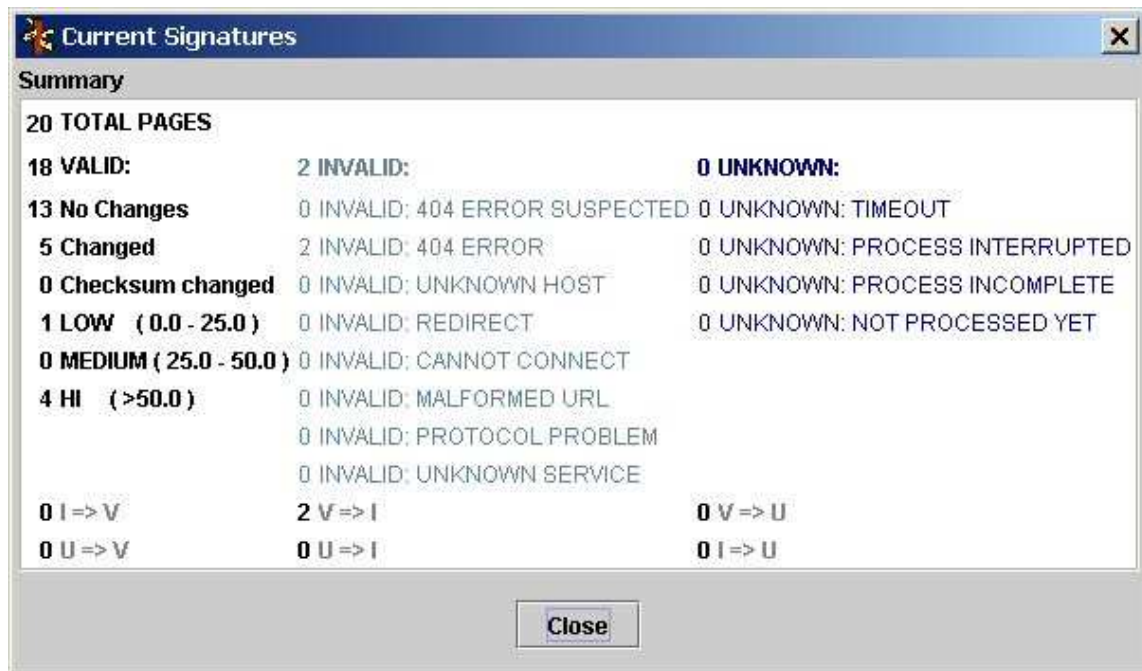 Current Signatures
Summary
20 TOTAL PAGES
18 VALID: 2 INVALID: 0 UNKNOWN:
13 No Changes 0 INVALID: 404 ERROR SUSPECTED 0 UNKNOWN: TIMEOUT
5 Changed 2 INVALID: 404 ERROR 0 UNKNOWN: PROCESS INTERRUPTED
0 Checksum changed 0 INVALID: UNKNOWN HOST 0 UNKNOWN: PROCESS INCOMPLETE
1 LOW ( 0.0 - 25.0 ) 0 INVALID: REDIRECT 0 UNKNOWN: NOT PROCESSED YET
0 MEDIUM ( 25.0 - 50.0 ) 0 INVALID: CANNOT CONNECT
4 HI ( >50.0 ) 0 INVALID: MALFORMED URL
0 INVALID: PROTOCOL PROBLEM
0 INVALID: UNKNOWN SERVICE
0 I => V 2 V => I 0 V => U
0 U => V 0 U => I 0 I => U
Close